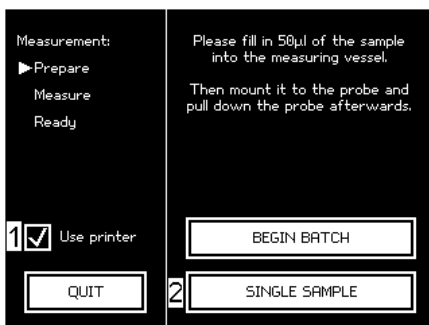 Measurement:
Prepare
Measure
Ready
Please fill in 50µl of the sample
into the measuring vessel.
Then mount it to the probe and
pull down the probe afterwards.
1 Use printer
BEGIN BATCH
QUIT
2 SINGLE SAMPLE